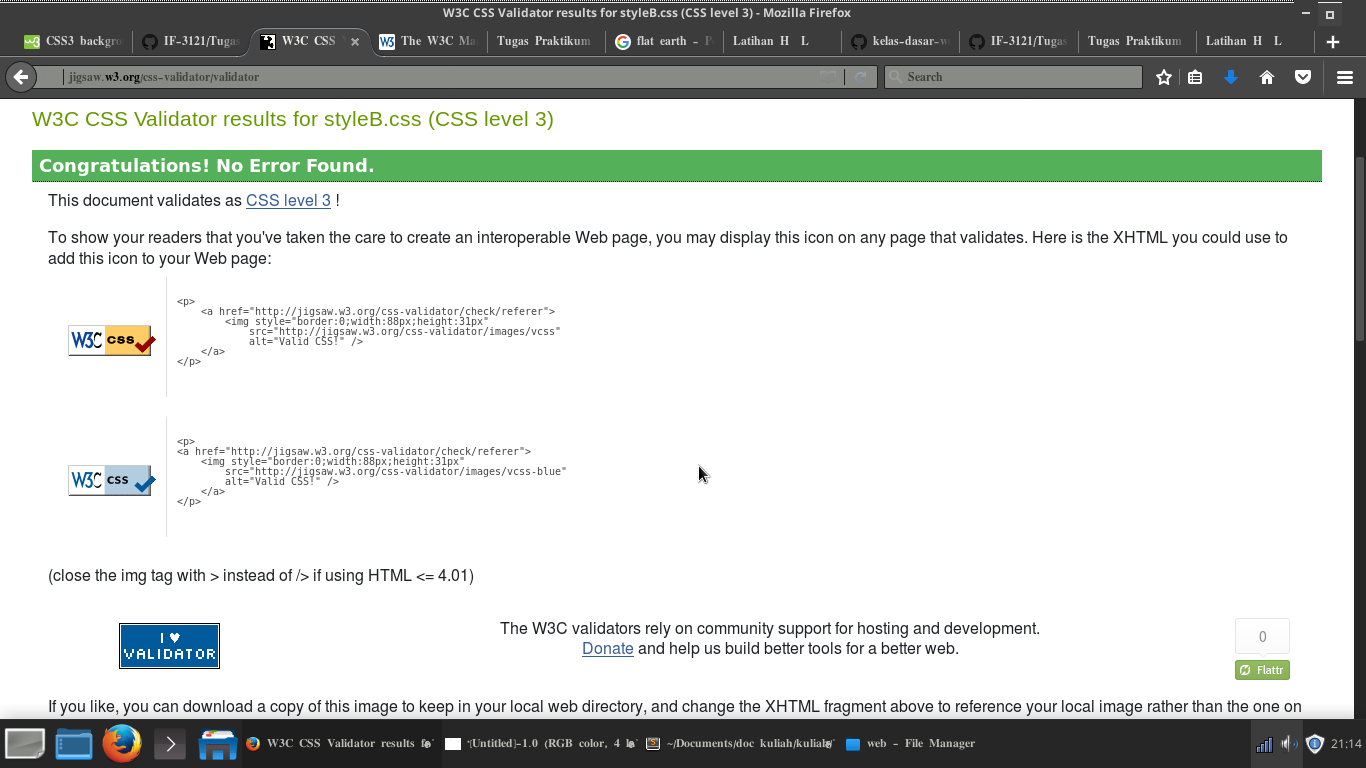 W3C CSS Validator results for styleB.css (CSS level 3) - Mozilla Firefox
CSS3 backgro
IF-3121/Tugas
W3C CSS V
The W3C Ma
Tugas Praktikum
flat earth - P
Latihan H L
kelas-dasar-w
IF-3121/Tugas
Tugas Praktikum
Latihan H L
jigsaw.w3.org/css-validator/validator
Search
W3C CSS Validator results for styleB.css (CSS level 3)
Congratulations! No Error Found.
This document validates as CSS level 3 !
To show your readers that you've taken the care to create an interoperable Web page, you may display this icon on any page that validates. Here is the XHTML you could use to
add this icon to your Web page:
W3C css
<p>
<a href="http://jigsaw.w3.org/css-validator/check/referer">
<img style="border:0;width:88px;height:31px"
src="http://jigsaw.w3.org/css-validator/images/vcss"
alt="Valid CSS!" />
</a>
</p>
W3C css
<p>
<a href="http://jigsaw.w3.org/css-validator/check/referer">
<img style="border:0;width:88px;height:31px"
src="http://jigsaw.w3.org/css-validator/images/vcss-blue"
alt="Valid CSS!" />
</a>
</p>
(close the img tag with > instead of /> if using HTML <= 4.01)
I ♥
VALIDATOR
The W3C validators rely on community support for hosting and development.
Donate and help us build better tools for a better web.
0
Flattr
If you like, you can download a copy of this image to keep in your local web directory, and change the XHTML fragment above to reference your local image rather than the one on
W3C CSS Validator results f
[Untitled]-1.0 (RGB color, 4 l
~/Documents/doc kuliah/kuliah
web - File Manager
21:14